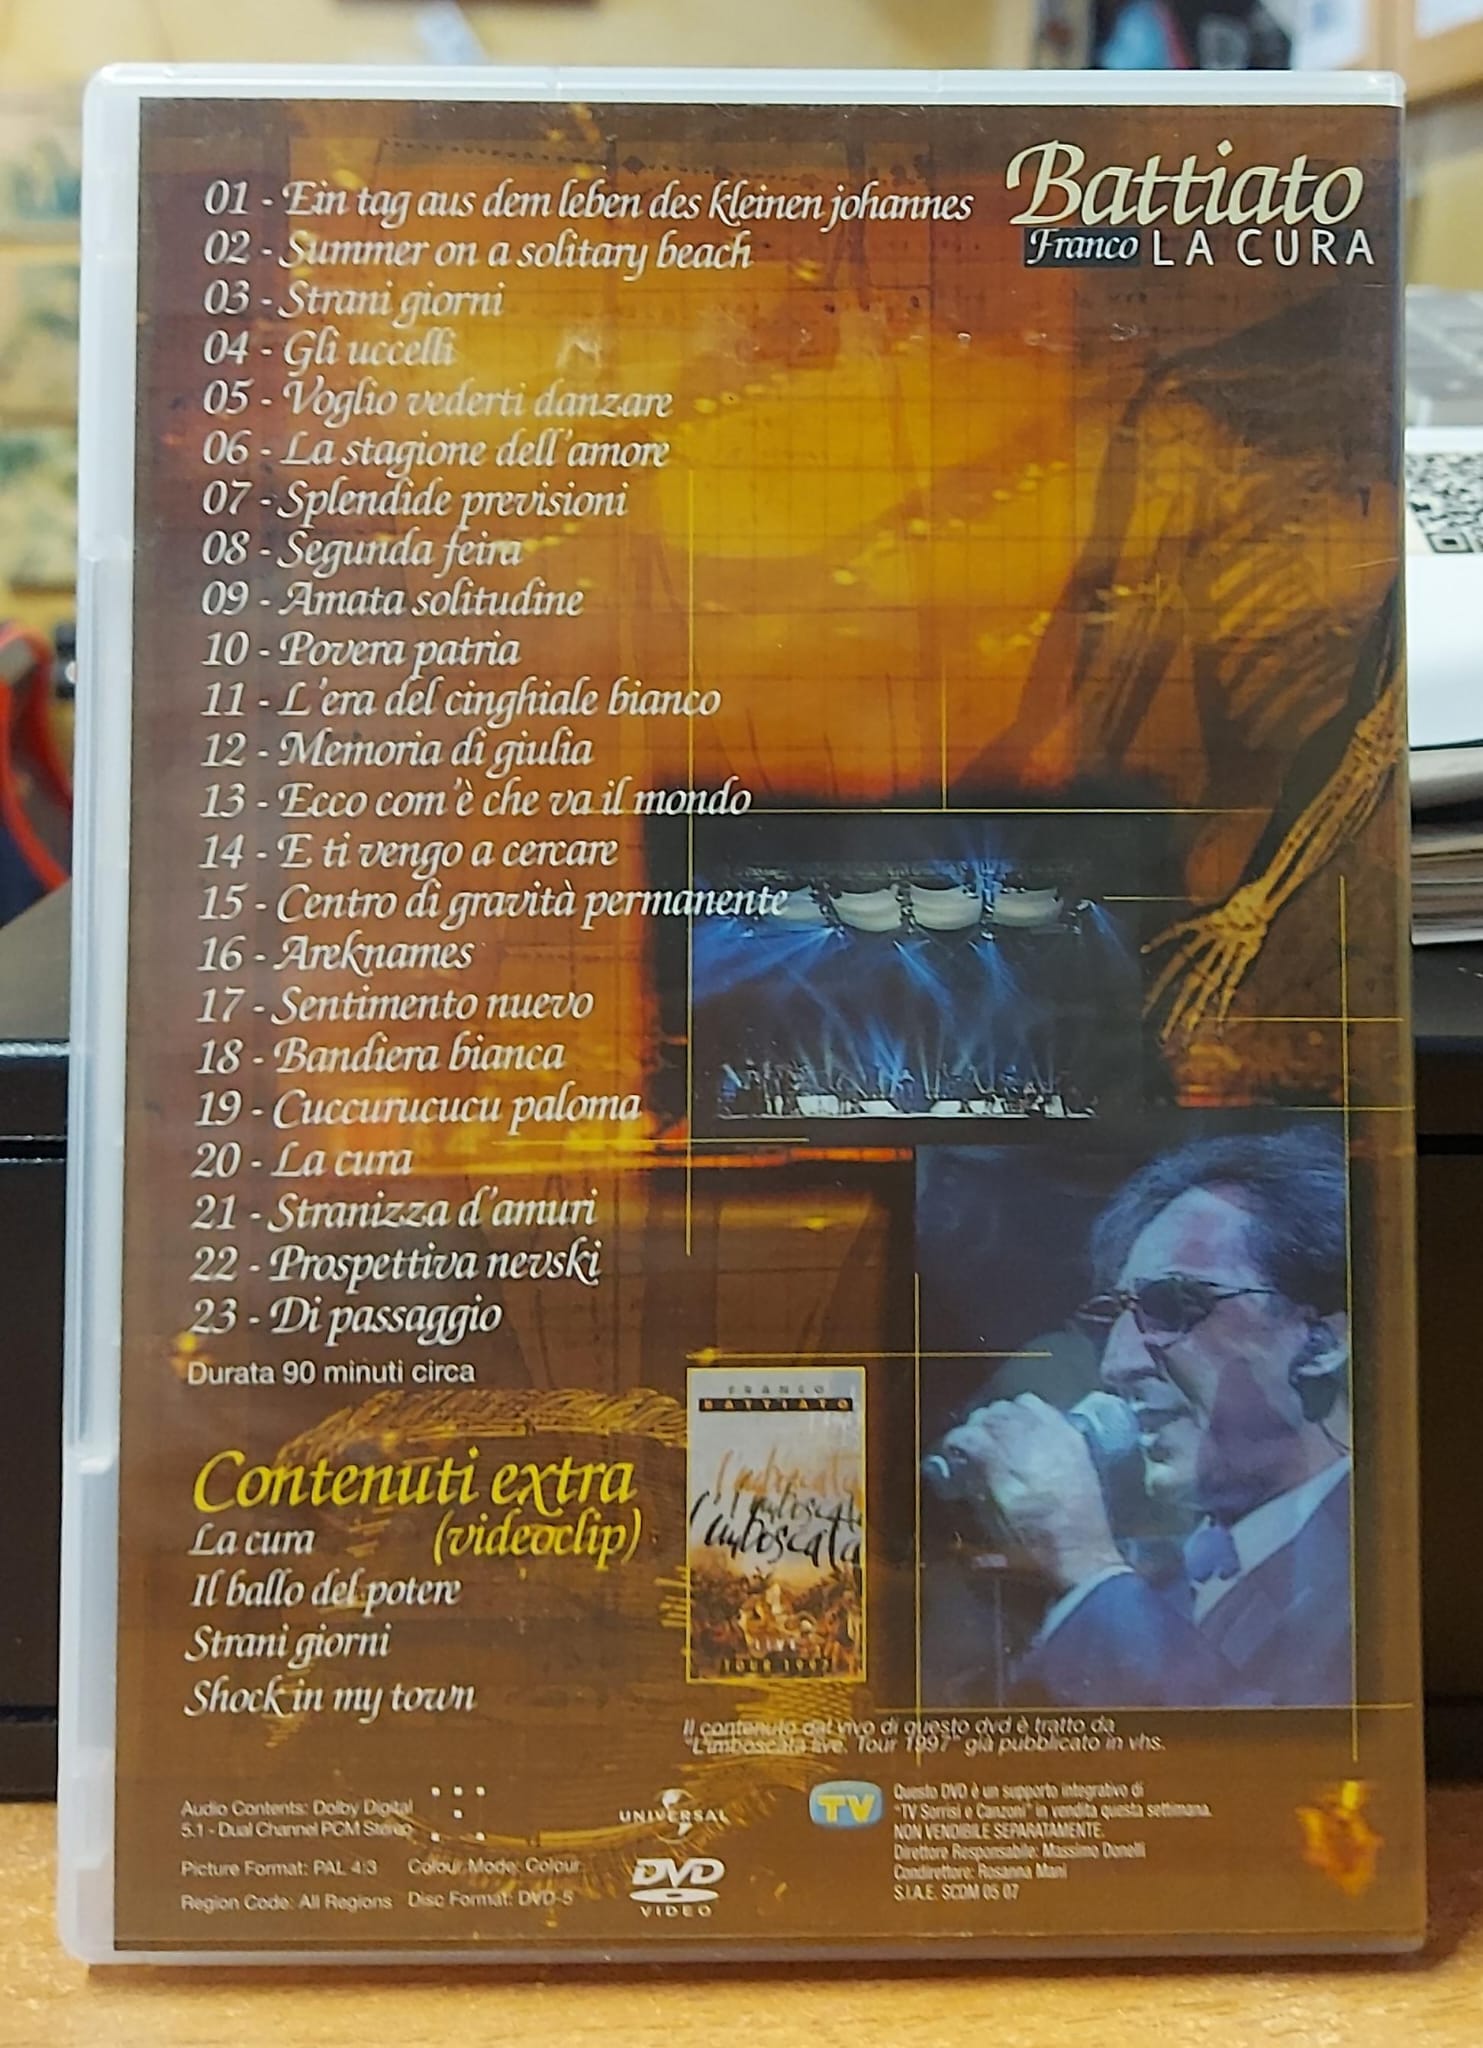 Battiato
Franco LA CURA
01 - Ein tag aus dem leben des kleinen johannes
02 - Summer on a solitary beach
03 - Strani giorni
04 - Gli uccelli
05 - Voglio vederti danzare
06 - La stagione dell'amore
07 - Splendide previsioni
08 - Segunda feira
09 - Amata solitudine
10 - Povera patria
11 - L'era del cinghiale bianco
12 - Memoria di giulia
13 - Ecco com'è che va il mondo
14 - E ti vengo a cercare
15 - Centro di gravità permanente
16 - Areknames
17 - Sentimento nuevo
18 - Bandiera bianca
19 - Cuccurucucu paloma
20 - La cura
21 - Stranizza d'amuri
22 - Prospettiva nevski
23 - Di passaggio
Durata 90 minuti circa
Contenuti extra
(videoclip)
La cura
Il ballo del potere
Strani giorni
Shock in my town
FRANCO
BATTIATO
L'imboscata
L'imboscata
L'imboscata
LIVE
TOUR 1997
Il contenuto dal vivo di questo dvd è tratto da
"L'imboscata live. Tour 1997" già pubblicato in vhs.
Audio Contents: Dolby Digital
5.1 - Dual Channel PCM Stereo
Picture Format: PAL 4:3 Colour Mode: Colour
Region Code: All Regions Disc Format: DVD-5
UNIVERSAL
DVD
VIDEO
TV
Questo DVD è un supporto integrativo di
"TV Sorrisi e Canzoni" in vendita questa settimana.
NON VENDIBILE SEPARATAMENTE.
Direttore Responsabile: Massimo Donelli
Condirettore: Rosanna Mani
S.I.A.E. SCDM 05 07